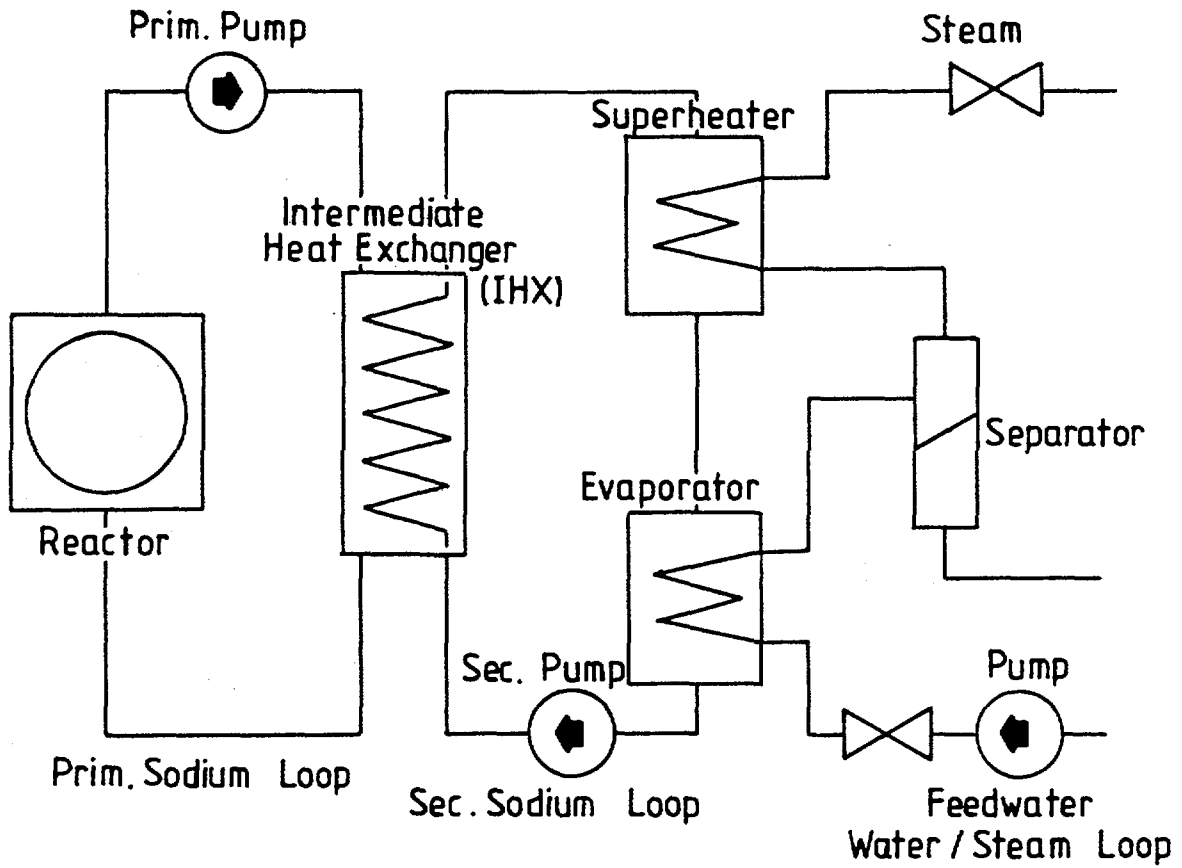 Prim. Pump
Steam
Superheater
Intermediate
Heat Exchanger
(IHX)
Separator
Evaporator
Reactor
Sec. Pump
Pump
Prim. Sodium Loop
Sec. Sodium Loop
Feedwater
Water / Steam Loop